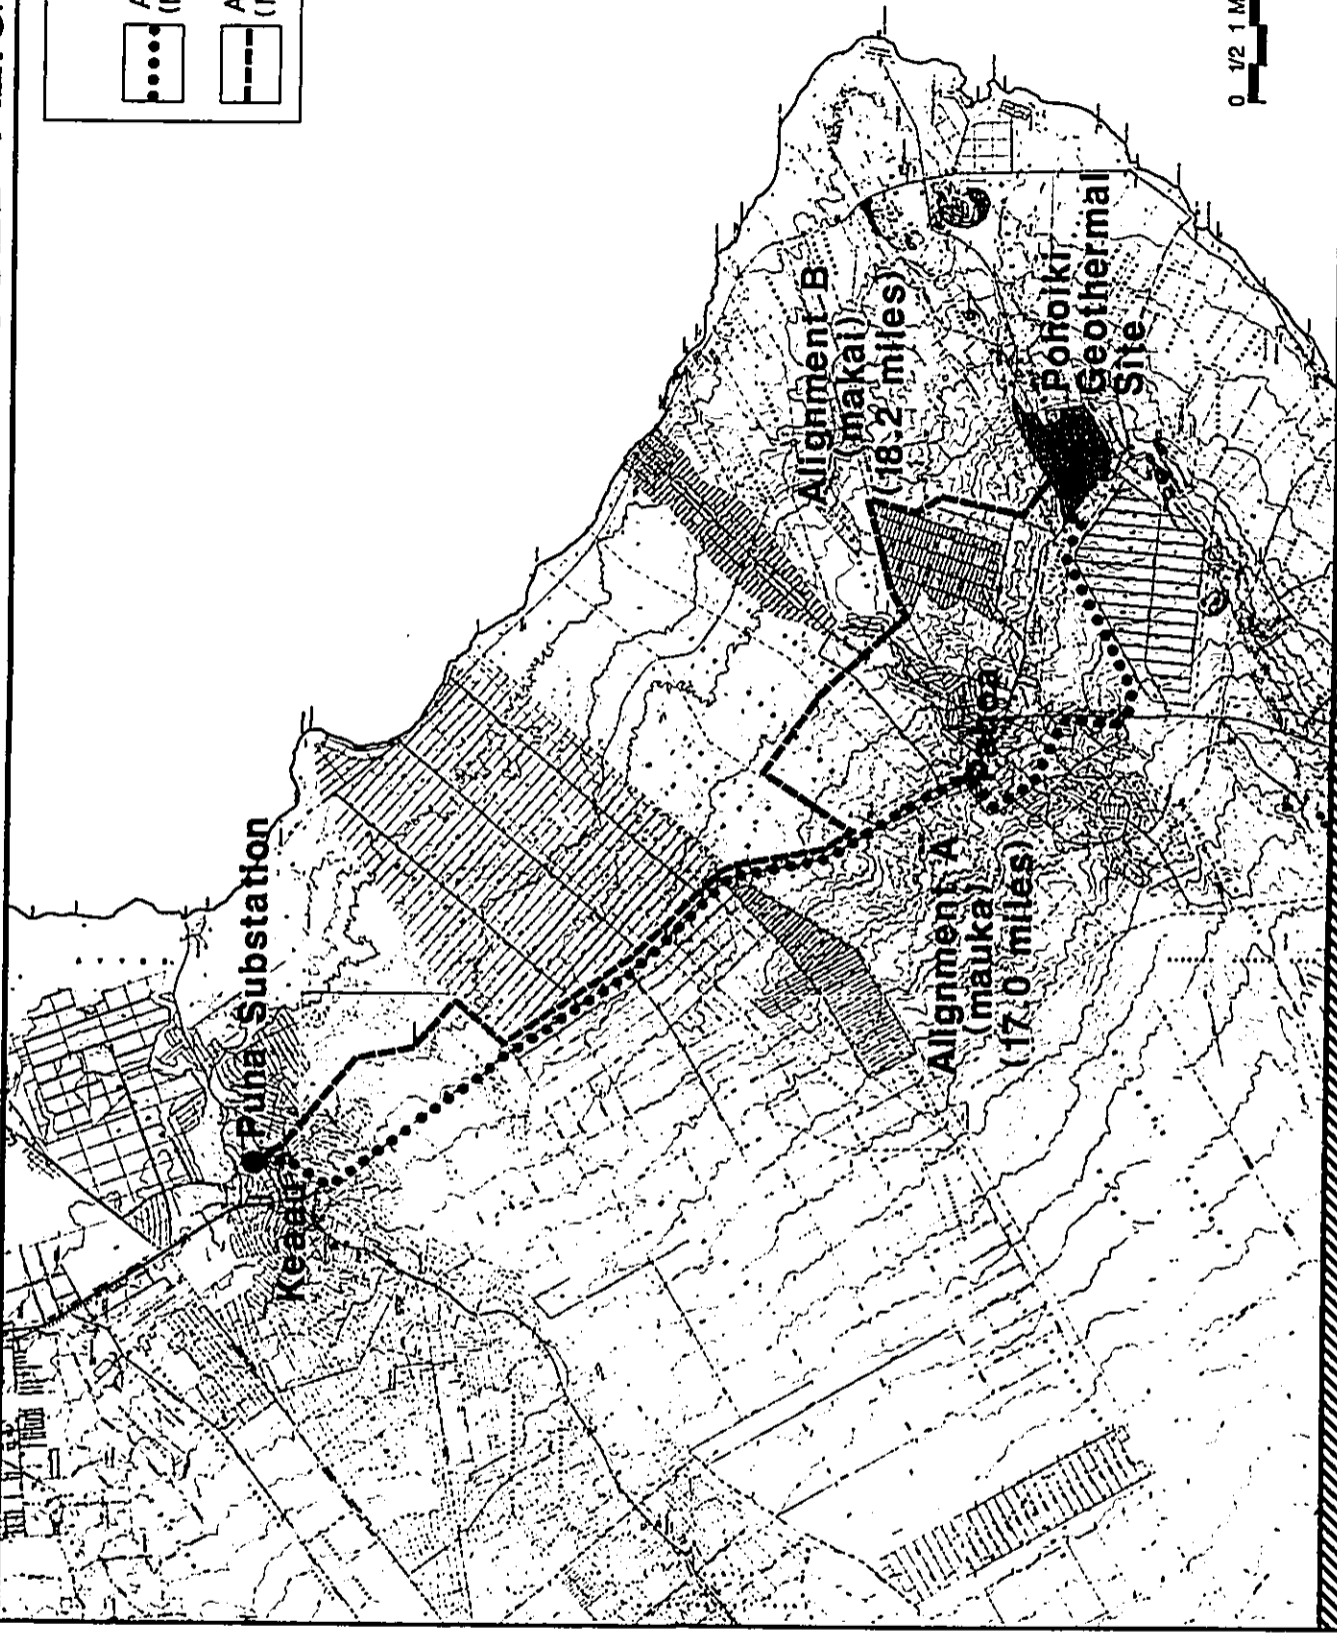 Puna Substation
Keaau
Alignment B
(makai)
(18.2 miles)
Pohoiki
Geothermal
Site
Pahoa
Alignment A
(mauka)
(17.0 miles)
0 1/2 1 M